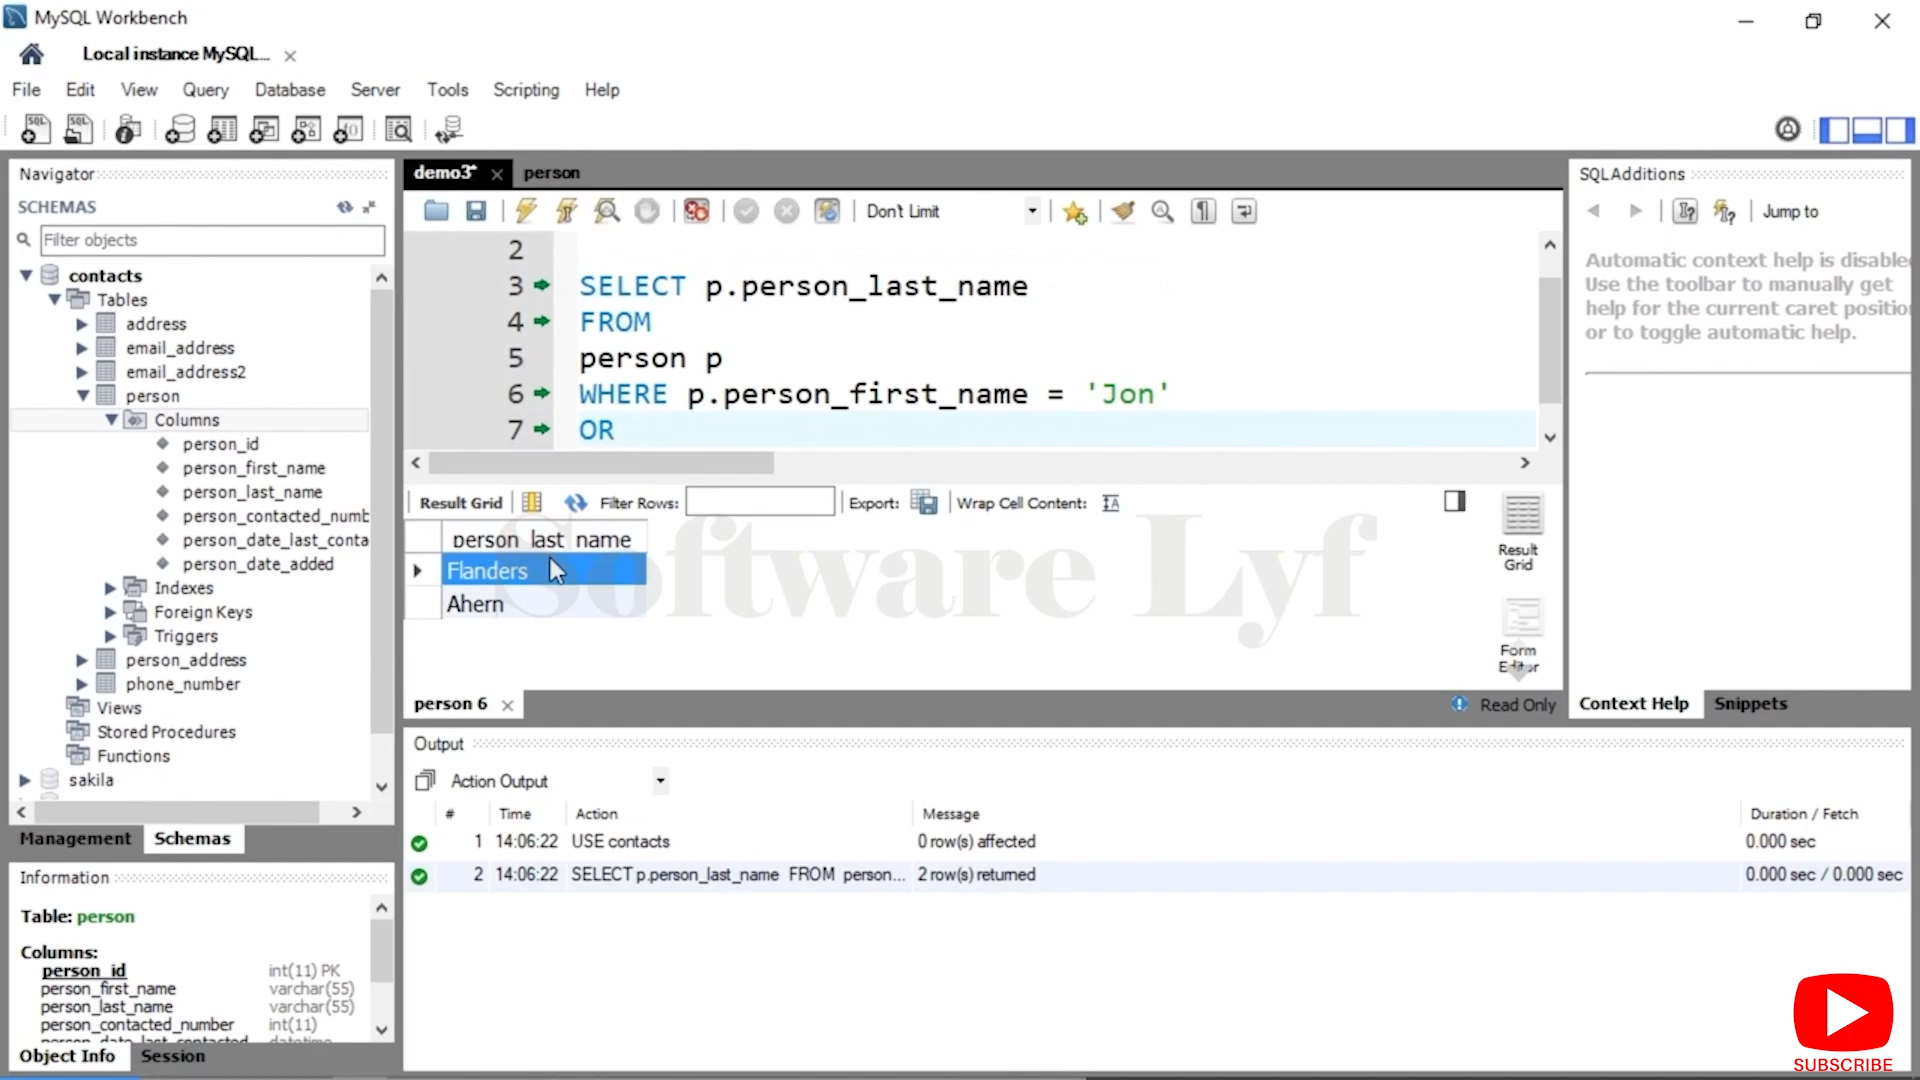 MySQL Workbench
Local instance MySQL...
File Edit View Query Database Server Tools Scripting Help
Navigator
SCHEMAS
Filter objects
contacts
Tables
address
email_address
email_address2
person
Columns
person_id
person_first_name
person_last_name
person_contacted_numb
person_date_last_conta
person_date_added
Indexes
Foreign Keys
Triggers
person_address
phone_number
Views
Stored Procedures
Functions
sakila
Management Schemas
Information
Table: person
Columns:
person_id int(11) PK
person_first_name varchar(55)
person_last_name varchar(55)
person_contacted_number int(11)
person_date_last_contacted datetime
Object Info Session
demo3* person
Don't Limit
2
3 SELECT p.person_last_name
4 FROM
5 person p
6 WHERE p.person_first_name = 'Jon'
7 OR
Result Grid Filter Rows: Export: Wrap Cell Content:
person_last_name
Flanders
Ahern
Software Lyf
Result
Grid
Form
Editor
person 6 Read Only
Output
Action Output
# Time Action Message Duration / Fetch
1 14:06:22 USE contacts 0 row(s) affected 0.000 sec
2 14:06:22 SELECT p.person_last_name FROM person... 2 row(s) returned 0.000 sec / 0.000 sec
SQLAdditions
Jump to
Automatic context help is disable
Use the toolbar to manually get
help for the current caret positio
or to toggle automatic help.
Context Help Snippets
SUBSCRIBE